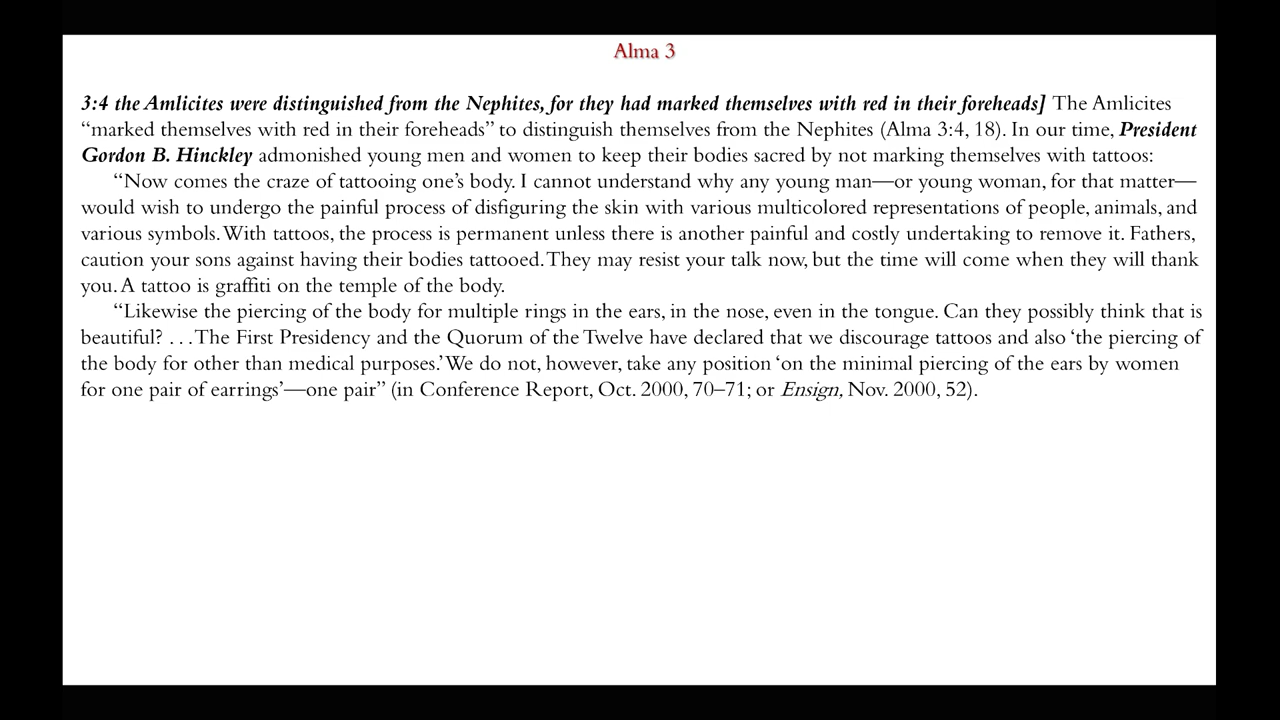 Alma 3
3:4 the Amlicites were distinguished from the Nephites, for they had marked themselves with red in their foreheads] The Amlicites
“marked themselves with red in their foreheads” to distinguish themselves from the Nephites (Alma 3:4, 18). In our time, President
Gordon B. Hinckley admonished young men and women to keep their bodies sacred by not marking themselves with tattoos:
“Now comes the craze of tattooing one’s body. I cannot understand why any young man—or young woman, for that matter—
would wish to undergo the painful process of disfiguring the skin with various multicolored representations of people, animals, and
various symbols. With tattoos, the process is permanent unless there is another painful and costly undertaking to remove it. Fathers,
caution your sons against having their bodies tattooed. They may resist your talk now, but the time will come when they will thank
you. A tattoo is graffiti on the temple of the body.
“Likewise the piercing of the body for multiple rings in the ears, in the nose, even in the tongue. Can they possibly think that is
beautiful? . . . The First Presidency and the Quorum of the Twelve have declared that we discourage tattoos and also ‘the piercing of
the body for other than medical purposes.’ We do not, however, take any position ‘on the minimal piercing of the ears by women
for one pair of earrings’—one pair” (in Conference Report, Oct. 2000, 70–71; or Ensign, Nov. 2000, 52).